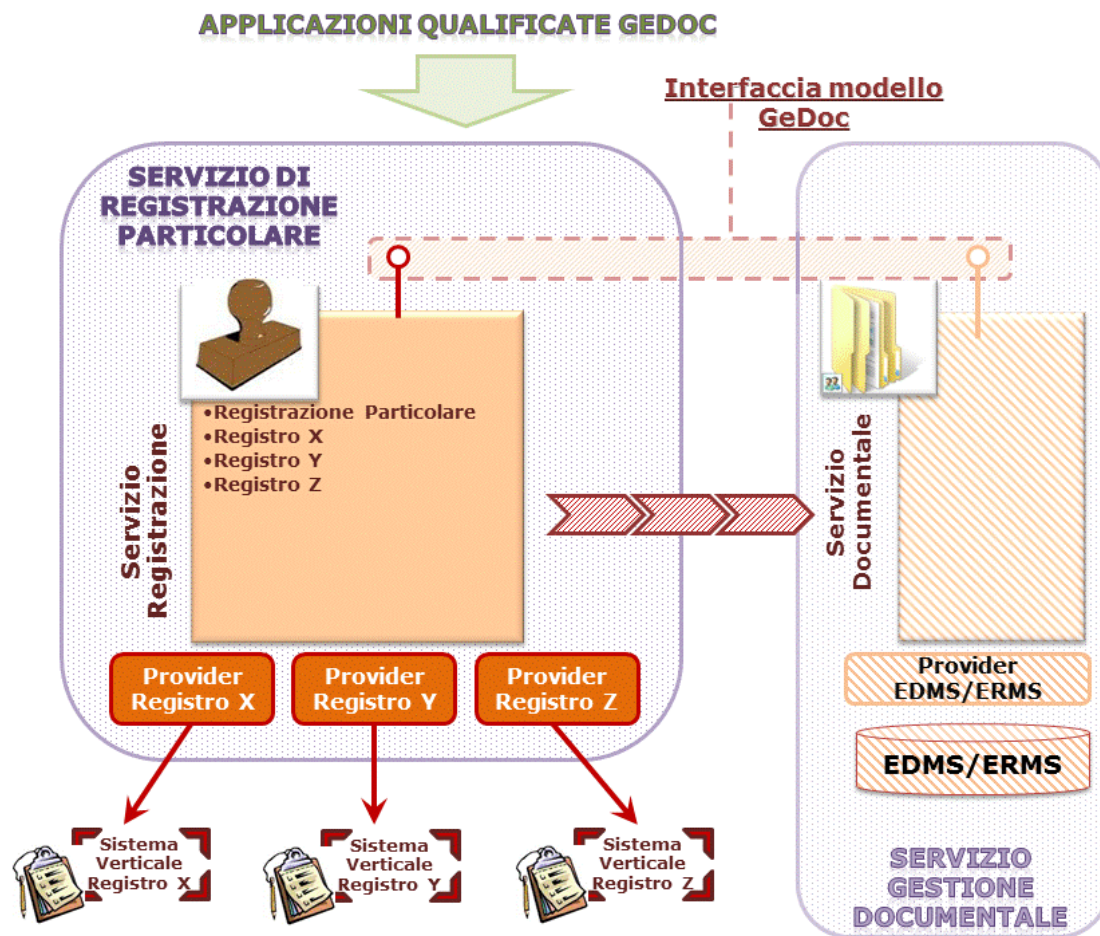 APPLICAZIONI QUALIFICATE GEDOC
Interfaccia modello
GeDoc
SERVIZIO DI
REGISTRAZIONE
PARTICOLARE
•Registrazione Particolare
•Registro X
•Registro Y
•Registro Z
Servizio
Registrazione
Servizio
Documentale
Provider
Registro X
Provider
Registro Y
Provider
Registro Z
Provider
EDMS/ERMS
EDMS/ERMS
Sistema
Verticale
Registro X
Sistema
Verticale
Registro Y
Sistema
Verticale
Registro Z
SERVIZIO
GESTIONE
DOCUMENTALE